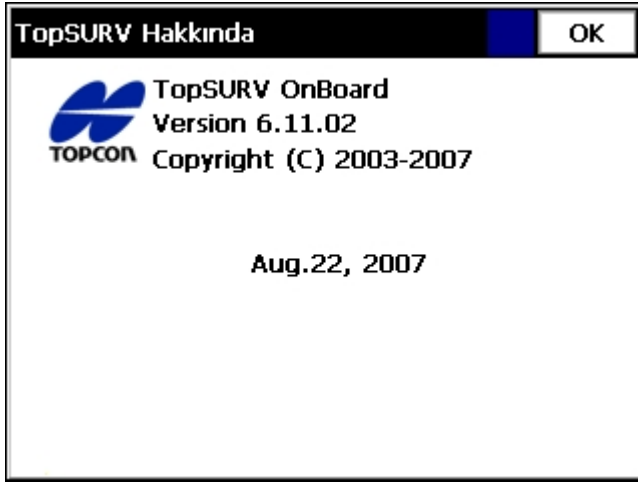 TopSURV Hakkında
OK
TopSURV OnBoard
Version 6.11.02
TOPCON
Copyright (C) 2003-2007
Aug.22, 2007